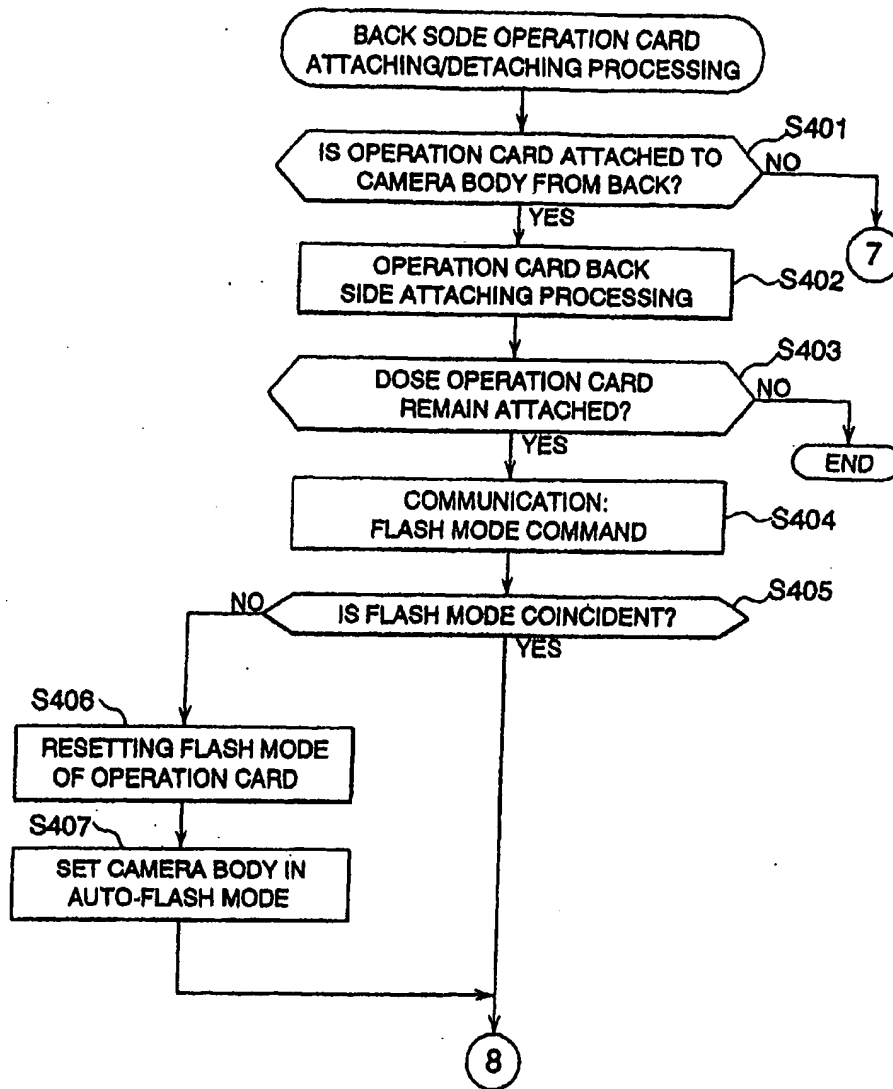 BACK SODE OPERATION CARD
ATTACHING/DETACHING PROCESSING
S401
IS OPERATION CARD ATTACHED TO
CAMERA BODY FROM BACK?
NO
YES
7
OPERATION CARD BACK
SIDE ATTACHING PROCESSING
S402
S403
DOSE OPERATION CARD
REMAIN ATTACHED?
NO
YES
END
COMMUNICATION:
FLASH MODE COMMAND
S404
S405
NO
IS FLASH MODE COINCIDENT?
YES
S406
RESETTING FLASH MODE
OF OPERATION CARD
S407
SET CAMERA BODY IN
AUTO-FLASH MODE
8